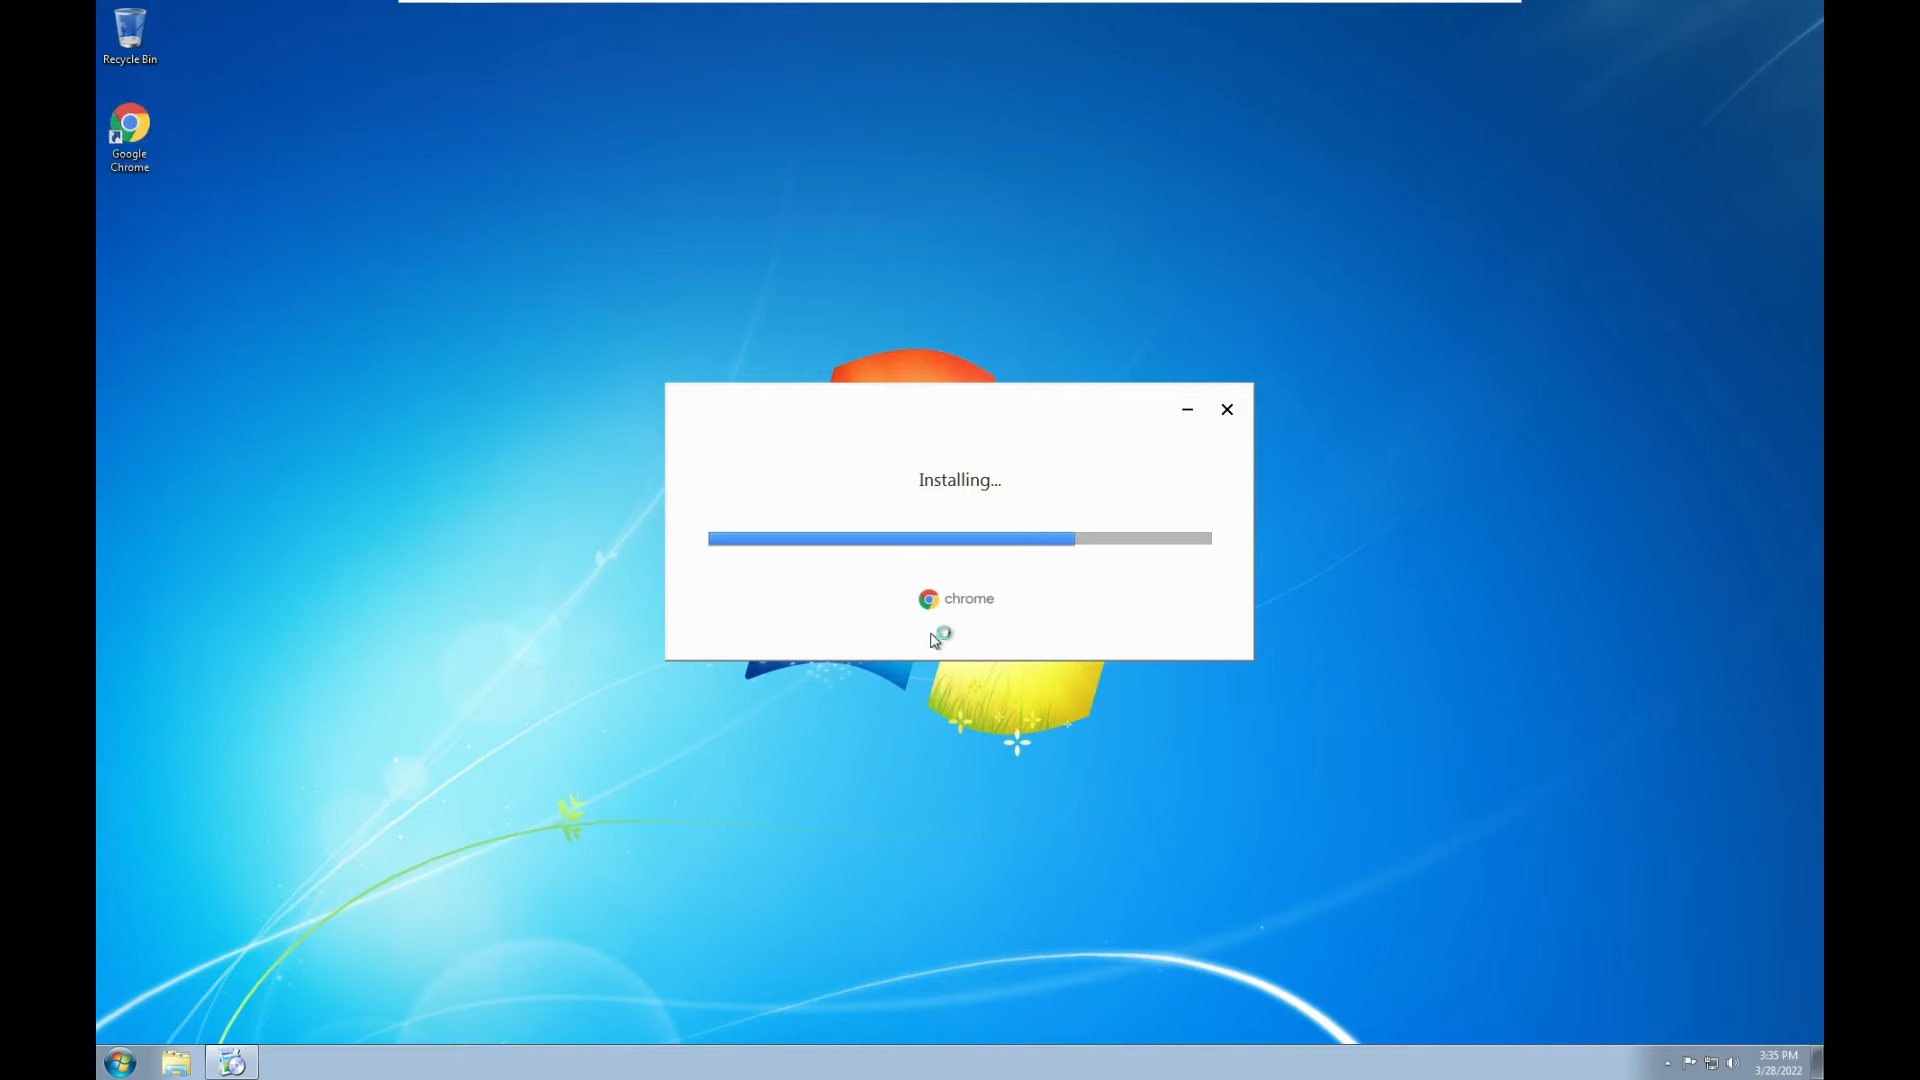 Recycle Bin
Google
Chrome
Installing...
chrome
3:35 PM
3/28/2022